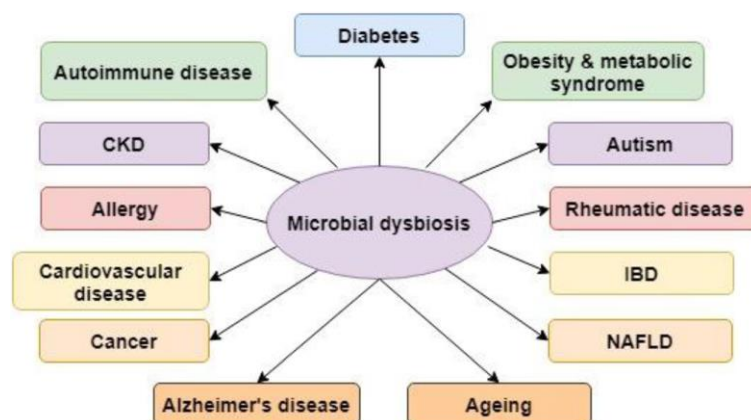 Diabetes
Autoimmune disease
Obesity & metabolic
syndrome
CKD
Autism
Allergy
Microbial dysbiosis
Rheumatic disease
Cardiovascular
disease
IBD
Cancer
NAFLD
Alzheimer's disease
Ageing